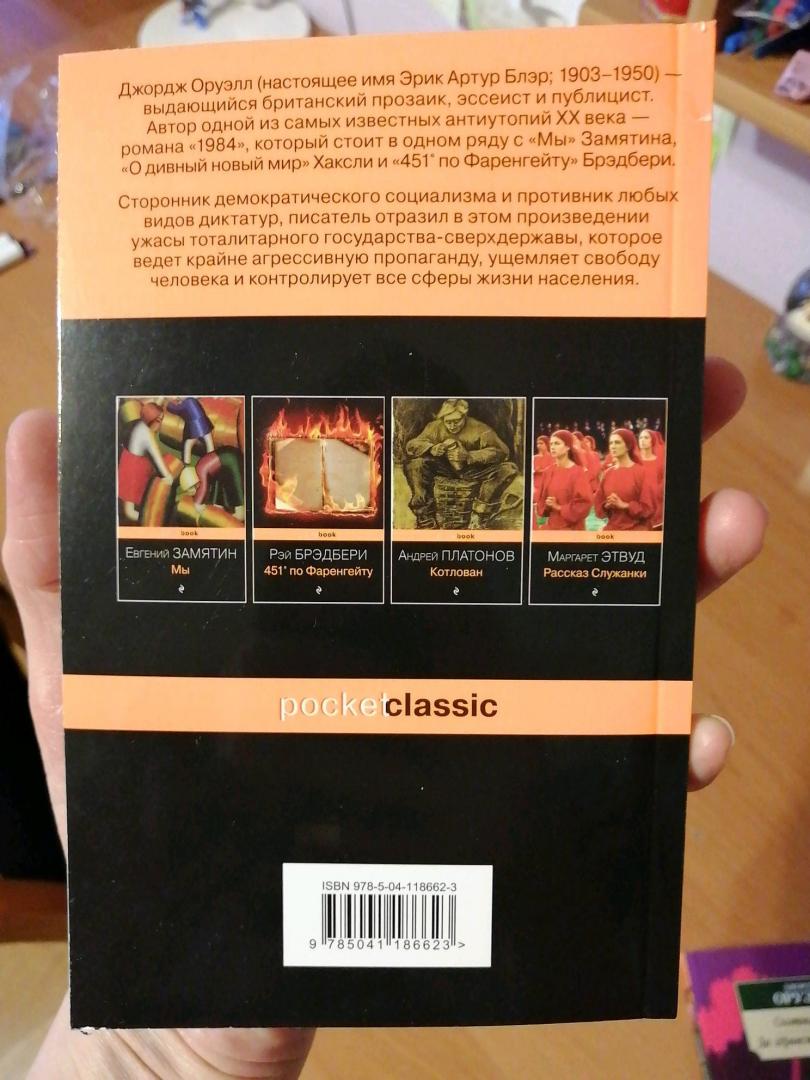 Джордж Оруэлл (настоящее имя Эрик Артур Блэр; 1903–1950) —
выдающийся британский прозаик, эссеист и публицист.
Автор одной из самых известных антиутопий XX века —
романа «1984», который стоит в одном ряду с «Мы» Замятина,
«О дивный новый мир» Хаксли и «451° по Фаренгейту» Брэдбери.
Сторонник демократического социализма и противник любых
видов диктатур, писатель отразил в этом произведении
ужасы тоталитарного государства-сверхдержавы, которое
ведет крайне агрессивную пропаганду, ущемляет свободу
человека и контролирует все сферы жизни населения.
book
Евгений ЗАМЯТИН
Мы
book
Рэй БРЭДБЕРИ
451° по Фаренгейту
book
Андрей ПЛАТОНОВ
Котлован
book
Маргарет ЭТВУД
Рассказ Служанки
pocketclassic
ISBN 978-5-04-118662-3
9 785041 186623 >